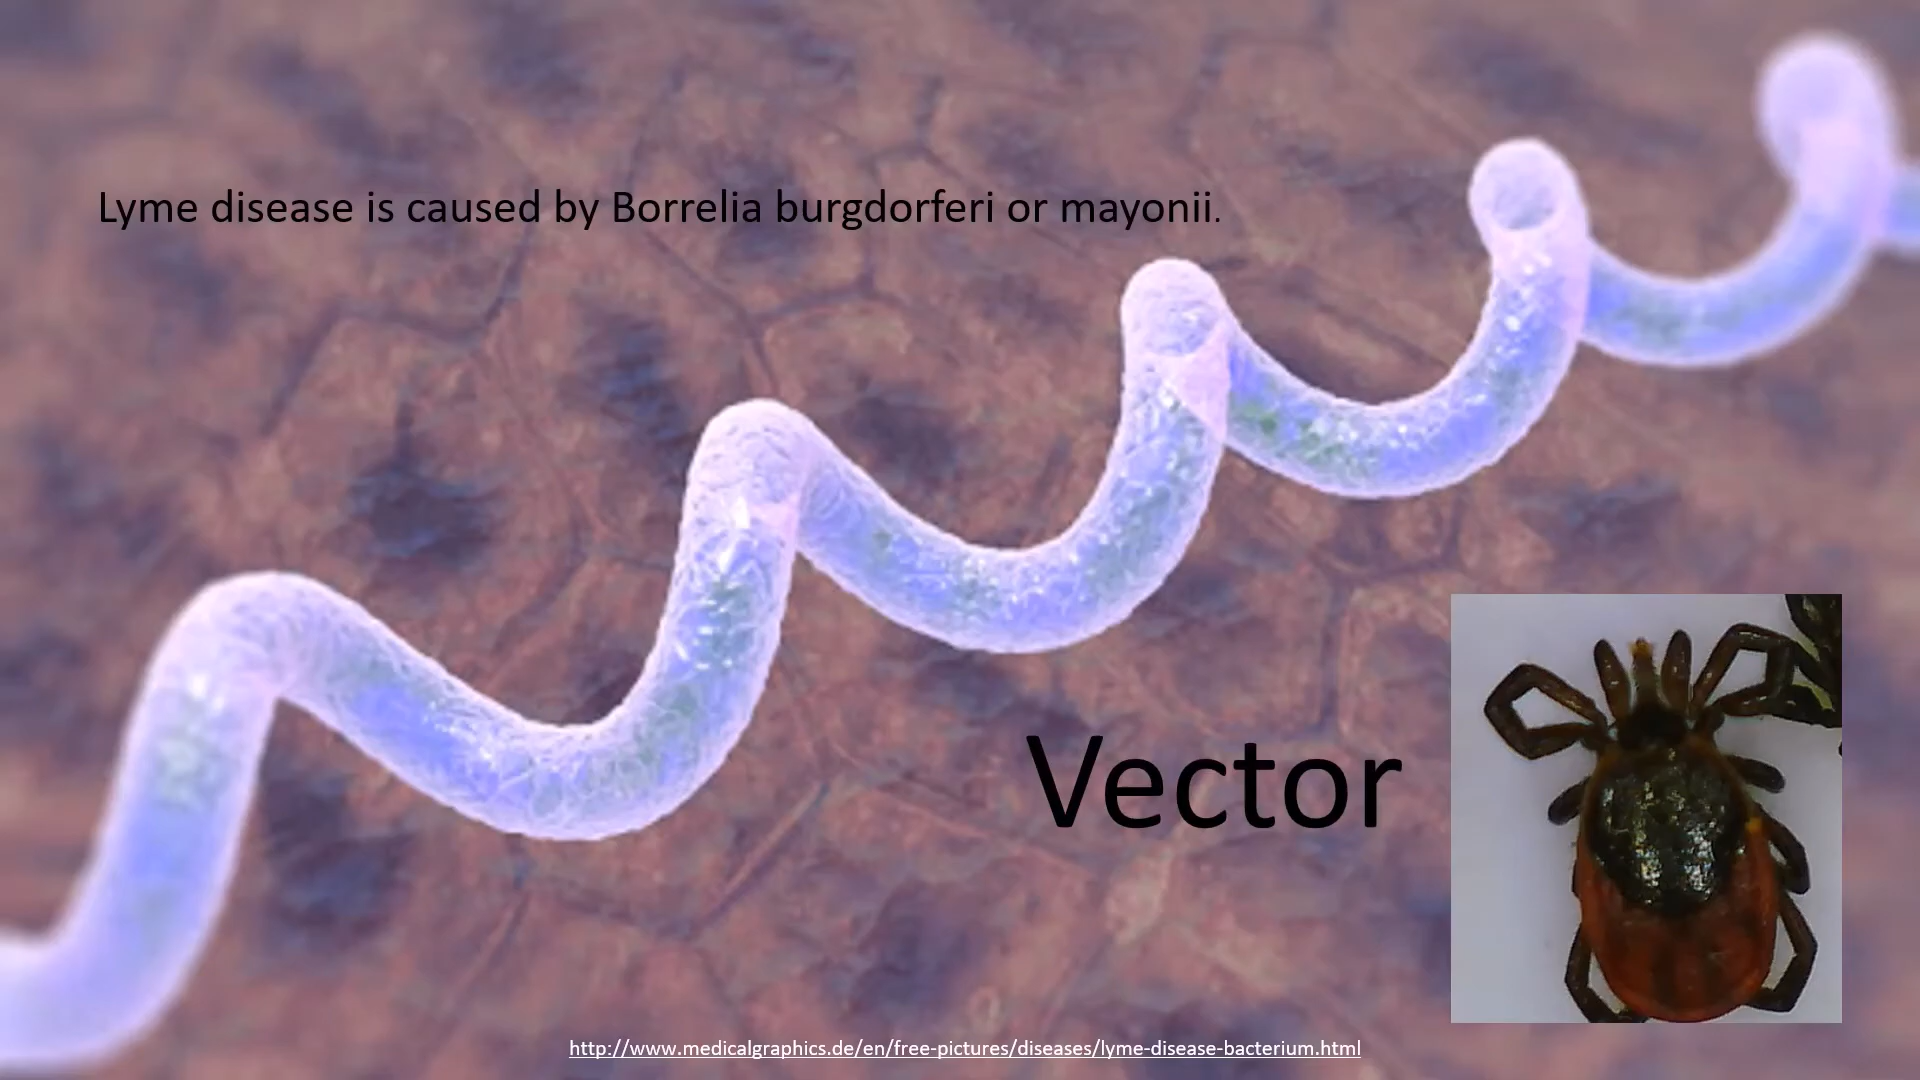 Lyme disease is caused by Borrelia burgdorferi or mayonii.
Vector
http://www.medicalgraphics.de/en/free-pictures/diseases/lyme-disease-bacterium.html